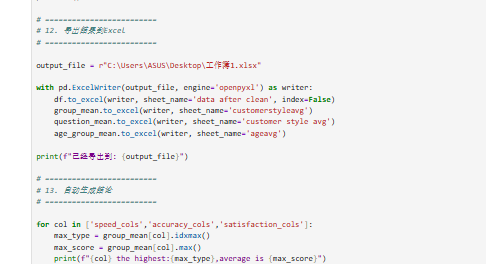 # =========================
# 12. 导出结果到Excel
# =========================
output_file = r"C:\Users\ASUS\Desktop\工作簿1.xlsx"
with pd.ExcelWriter(output_file, engine='openpyxl') as writer:
    df.to_excel(writer, sheet_name='data after clean', index=False)
    group_mean.to_excel(writer, sheet_name='customerstyleavg')
    question_mean.to_excel(writer, sheet_name='customer style avg')
    age_group_mean.to_excel(writer, sheet_name='ageavg')
print(f"已经导出到: {output_file}")
# =========================
# 13. 自动生成结论
# =========================
for col in ['speed_cols','accuracy_cols','satisfaction_cols']:
    max_type = group_mean[col].idxmax()
    max_score = group_mean[col].max()
    print(f"{col} the highest:{max_type},average is {max_score}")